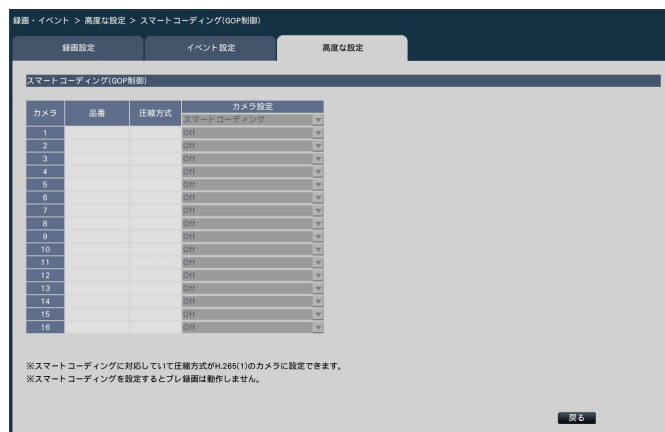 録画・イベント > 高度な設定 > スマートコーディング(GOP制御)
録画設定 イベント設定 高度な設定
スマートコーディング(GOP制御)
カメラ 品番 圧縮方式 カメラ設定
スマートコーディング
1 Off
2 Off
3 Off
4 Off
5 Off
6 Off
7 Off
8 Off
9 Off
10 Off
11 Off
12 Off
13 Off
14 Off
15 Off
16 Off
※スマートコーディングに対応していて圧縮方式がH.265(1)のカメラに設定できます。
※スマートコーディングを設定するとプレ録画は動作しません。
戻る